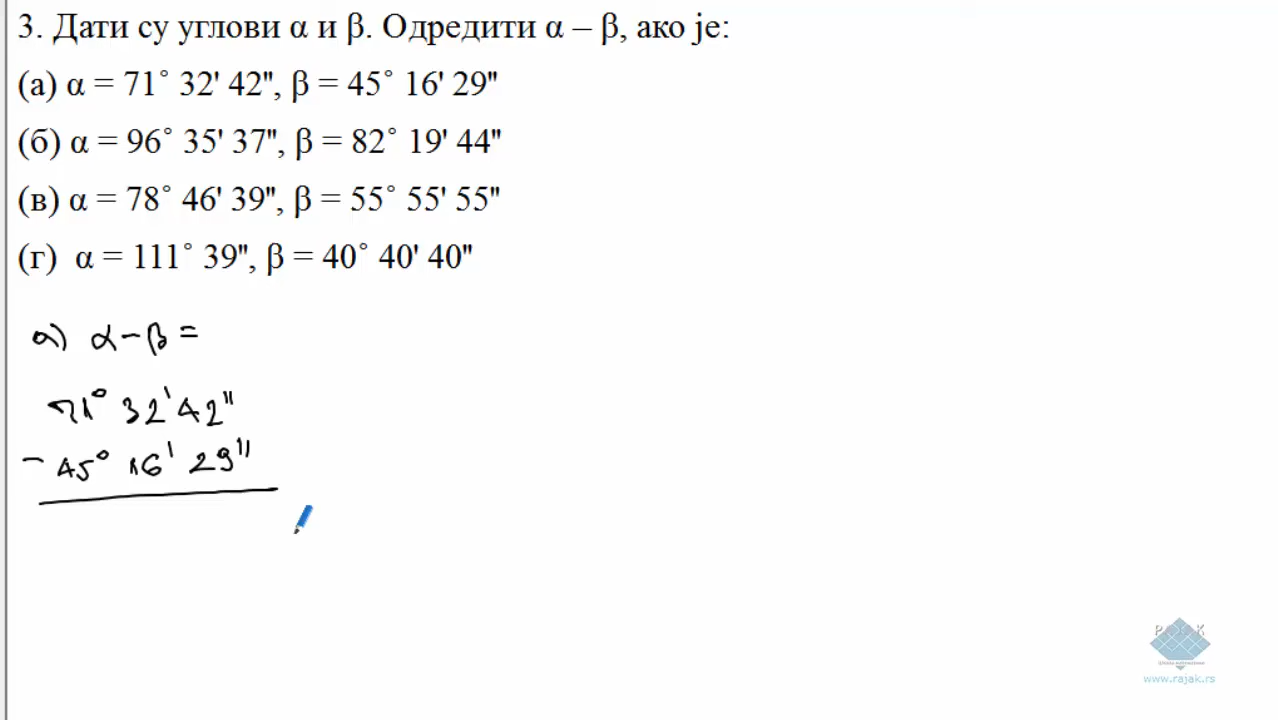 3. Дати су углови α и β. Одредити α – β, ако је:
(а) α = 71˚ 32' 42", β = 45˚ 16' 29"
(б) α = 96˚ 35' 37", β = 82˚ 19' 44"
(в) α = 78˚ 46' 39", β = 55˚ 55' 55"
(г) α = 111˚ 39", β = 40˚ 40' 40"
а) α – β =
71° 32' 42"
– 45° 16' 29"
www.rajak.rs